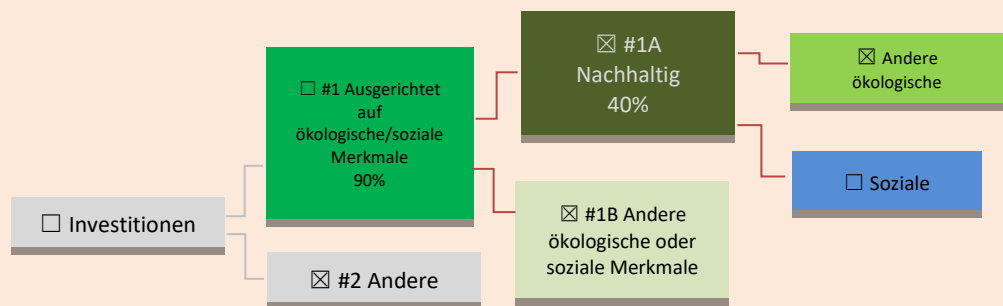 ☐ Investitionen
☐ #1 Ausgerichtet
auf
ökologische/soziale
Merkmale
90%
☒ #2 Andere
☒ #1A
Nachhaltig
40%
☒ #1B Andere
ökologische oder
soziale Merkmale
☒ Andere
ökologische
☐ Soziale